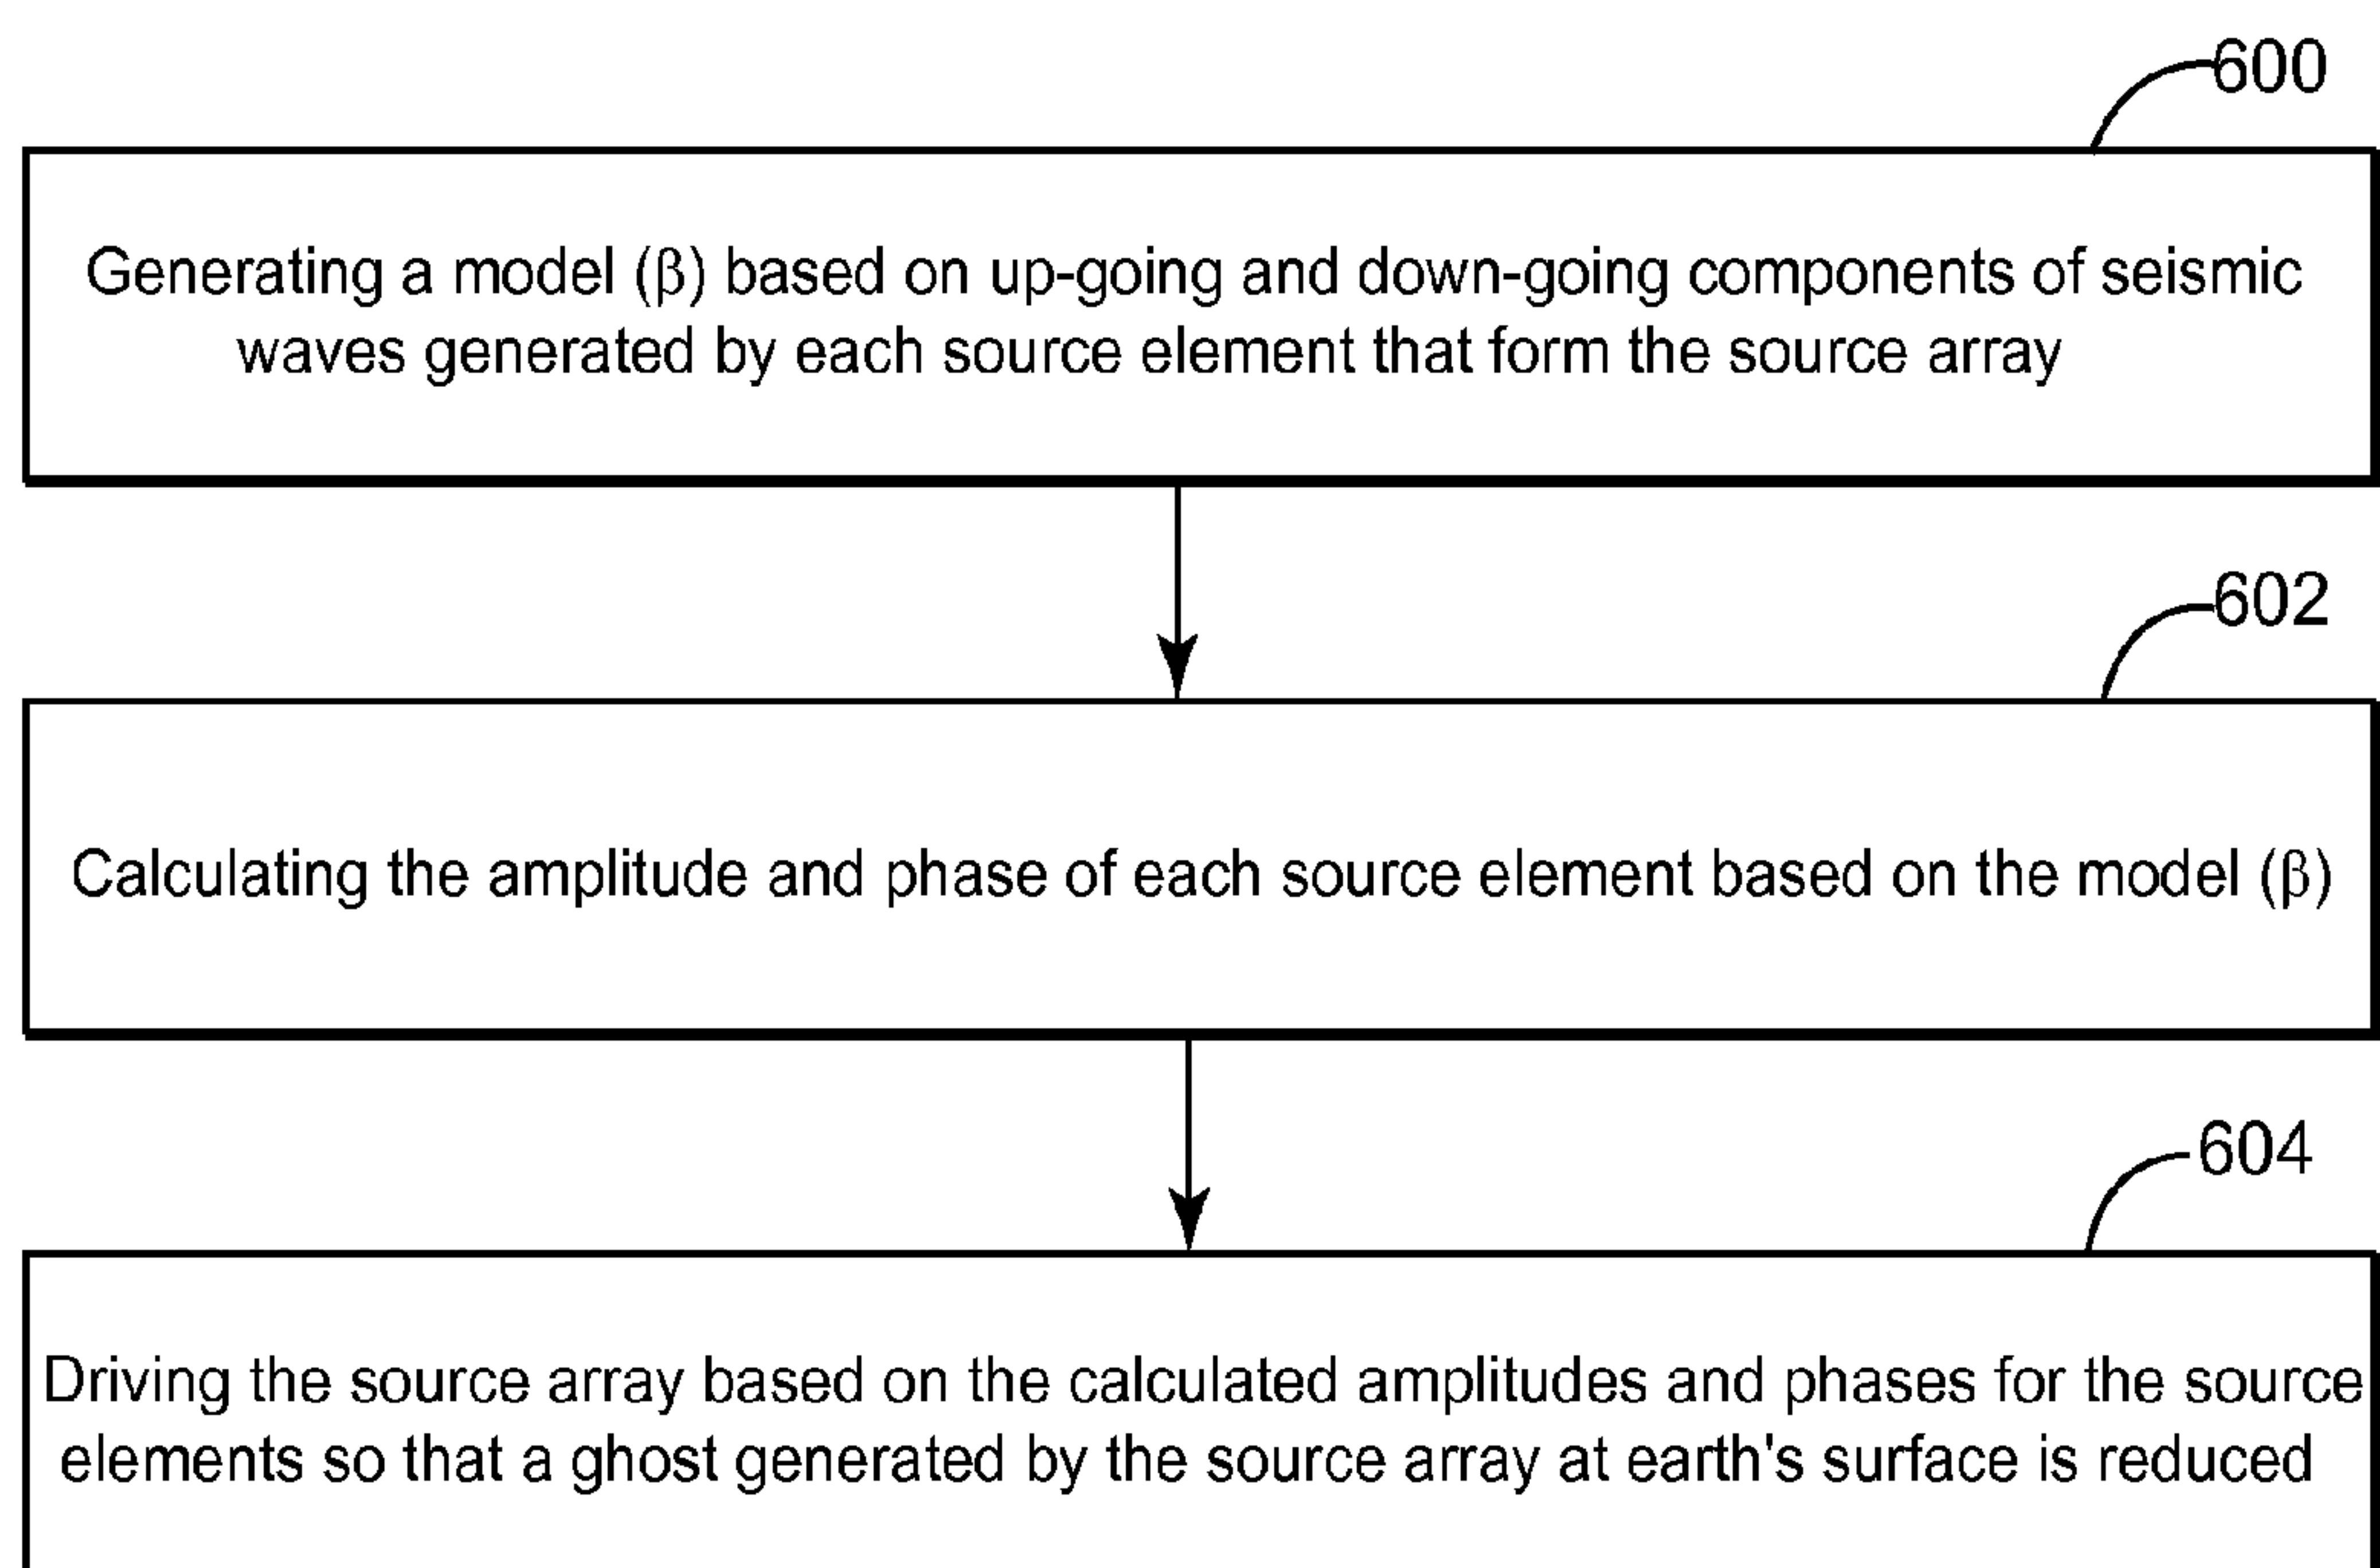 600
Generating a model (β) based on up-going and down-going components of seismic
waves generated by each source element that form the source array
602
Calculating the amplitude and phase of each source element based on the model (β)
604
Driving the source array based on the calculated amplitudes and phases for the source
elements so that a ghost generated by the source array at earth's surface is reduced